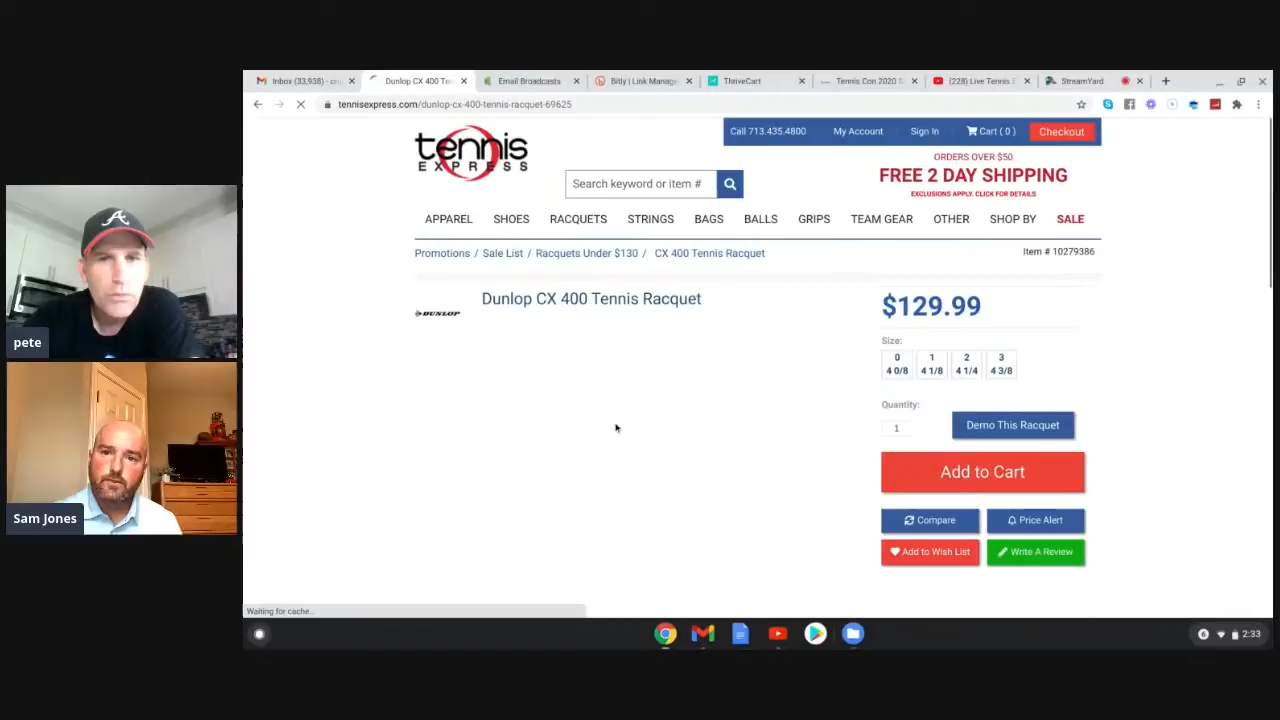 Inbox (33,938) - cm
Dunlop CX 400 Ten
Email Broadcasts
Bitly | Link Manage
ThriveCart
Tennis Con 2020 S
(228) Live Tennis E
StreamYard
tennisexpress.com/dunlop-cx-400-tennis-racquet-69625
tennis
EXPRESS
Call 713.435.4800
My Account
Sign In
Cart ( 0 )
Checkout
Search keyword or item #
ORDERS OVER $50
FREE 2 DAY SHIPPING
EXCLUSIONS APPLY. CLICK FOR DETAILS
APPAREL SHOES RACQUETS STRINGS BAGS BALLS GRIPS TEAM GEAR OTHER SHOP BY SALE
Promotions / Sale List / Racquets Under $130 / CX 400 Tennis Racquet
Item # 10279386
DUNLOP
Dunlop CX 400 Tennis Racquet
$129.99
Size:
0 1 2 3
4 0/8 4 1/8 4 1/4 4 3/8
Quantity:
1
Demo This Racquet
Add to Cart
Compare
Price Alert
Add to Wish List
Write A Review
Waiting for cache...
2:33
A
pete
Sam Jones